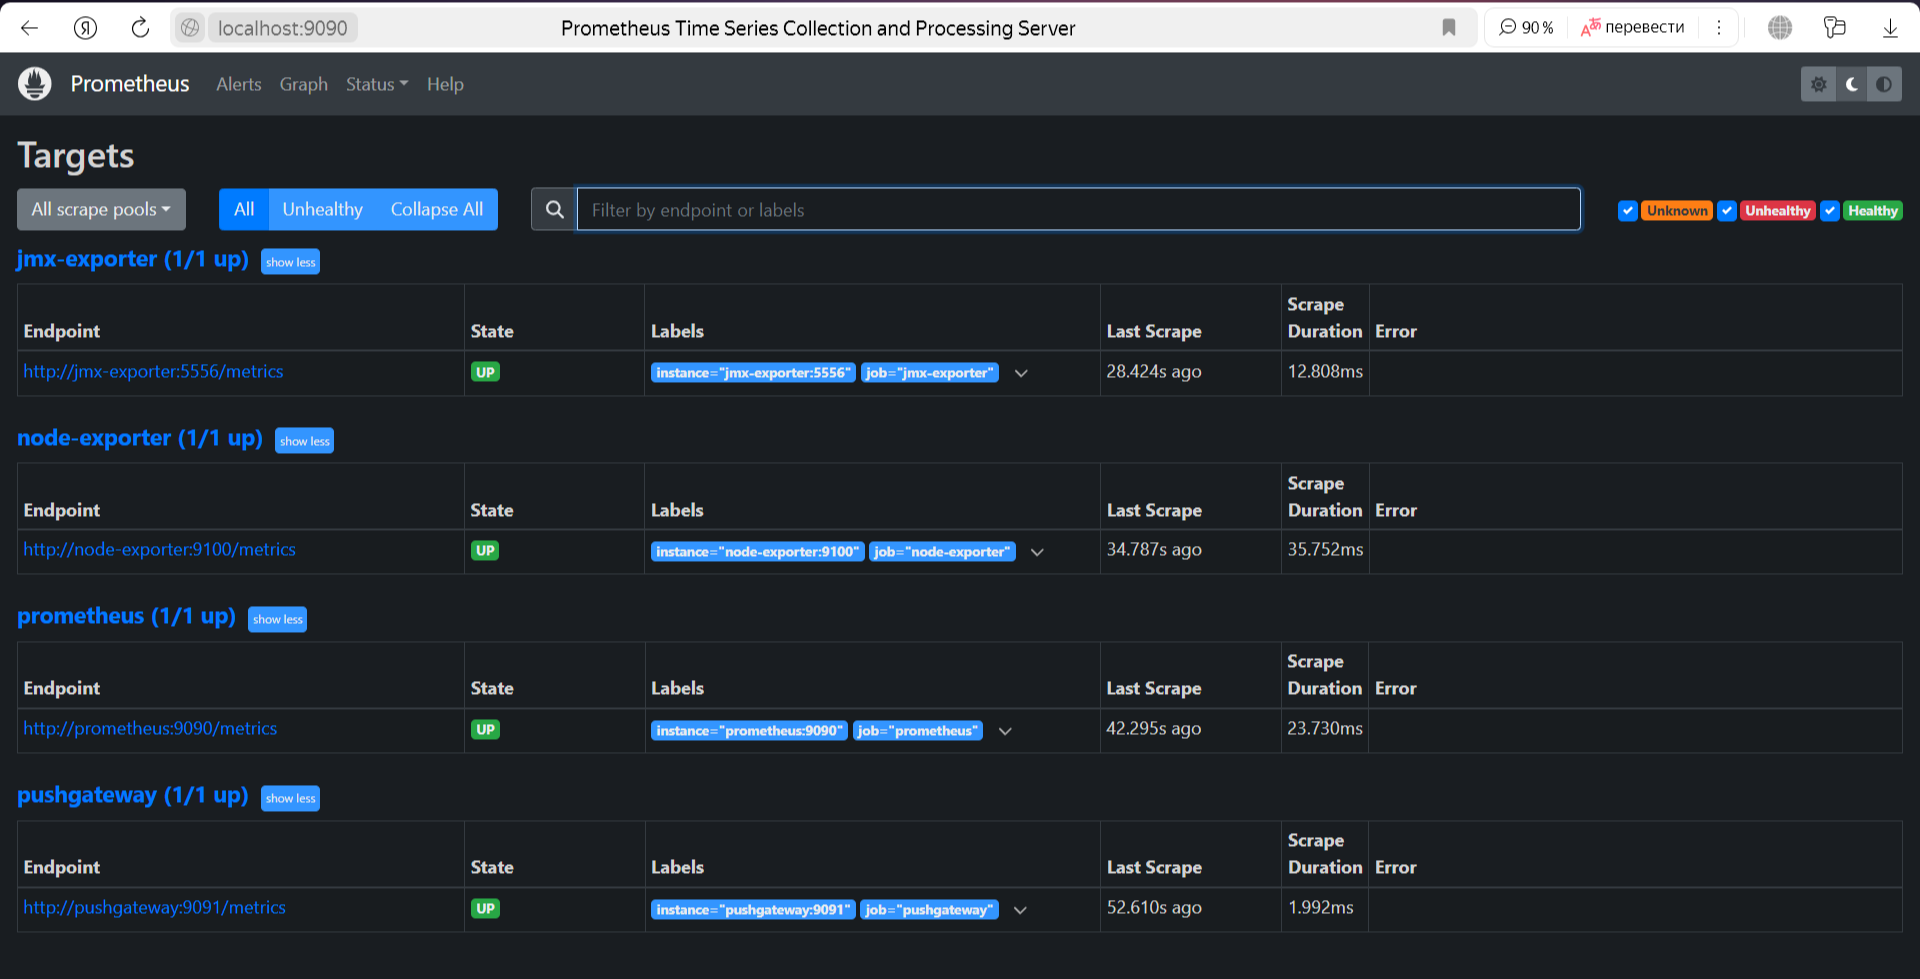 Я localhost:9090 Prometheus Time Series Collection and Processing Server 90 % Aあ перевести
Prometheus Alerts Graph Status Help
Targets
All scrape pools All Unhealthy Collapse All Filter by endpoint or labels Unknown Unhealthy Healthy
jmx-exporter (1/1 up) show less
Endpoint State Labels Last Scrape Scrape Duration Error
http://jmx-exporter:5556/metrics UP instance="jmx-exporter:5556" job="jmx-exporter" 28.424s ago 12.808ms
node-exporter (1/1 up) show less
Endpoint State Labels Last Scrape Scrape Duration Error
http://node-exporter:9100/metrics UP instance="node-exporter:9100" job="node-exporter" 34.787s ago 35.752ms
prometheus (1/1 up) show less
Endpoint State Labels Last Scrape Scrape Duration Error
http://prometheus:9090/metrics UP instance="prometheus:9090" job="prometheus" 42.295s ago 23.730ms
pushgateway (1/1 up) show less
Endpoint State Labels Last Scrape Scrape Duration Error
http://pushgateway:9091/metrics UP instance="pushgateway:9091" job="pushgateway" 52.610s ago 1.992ms